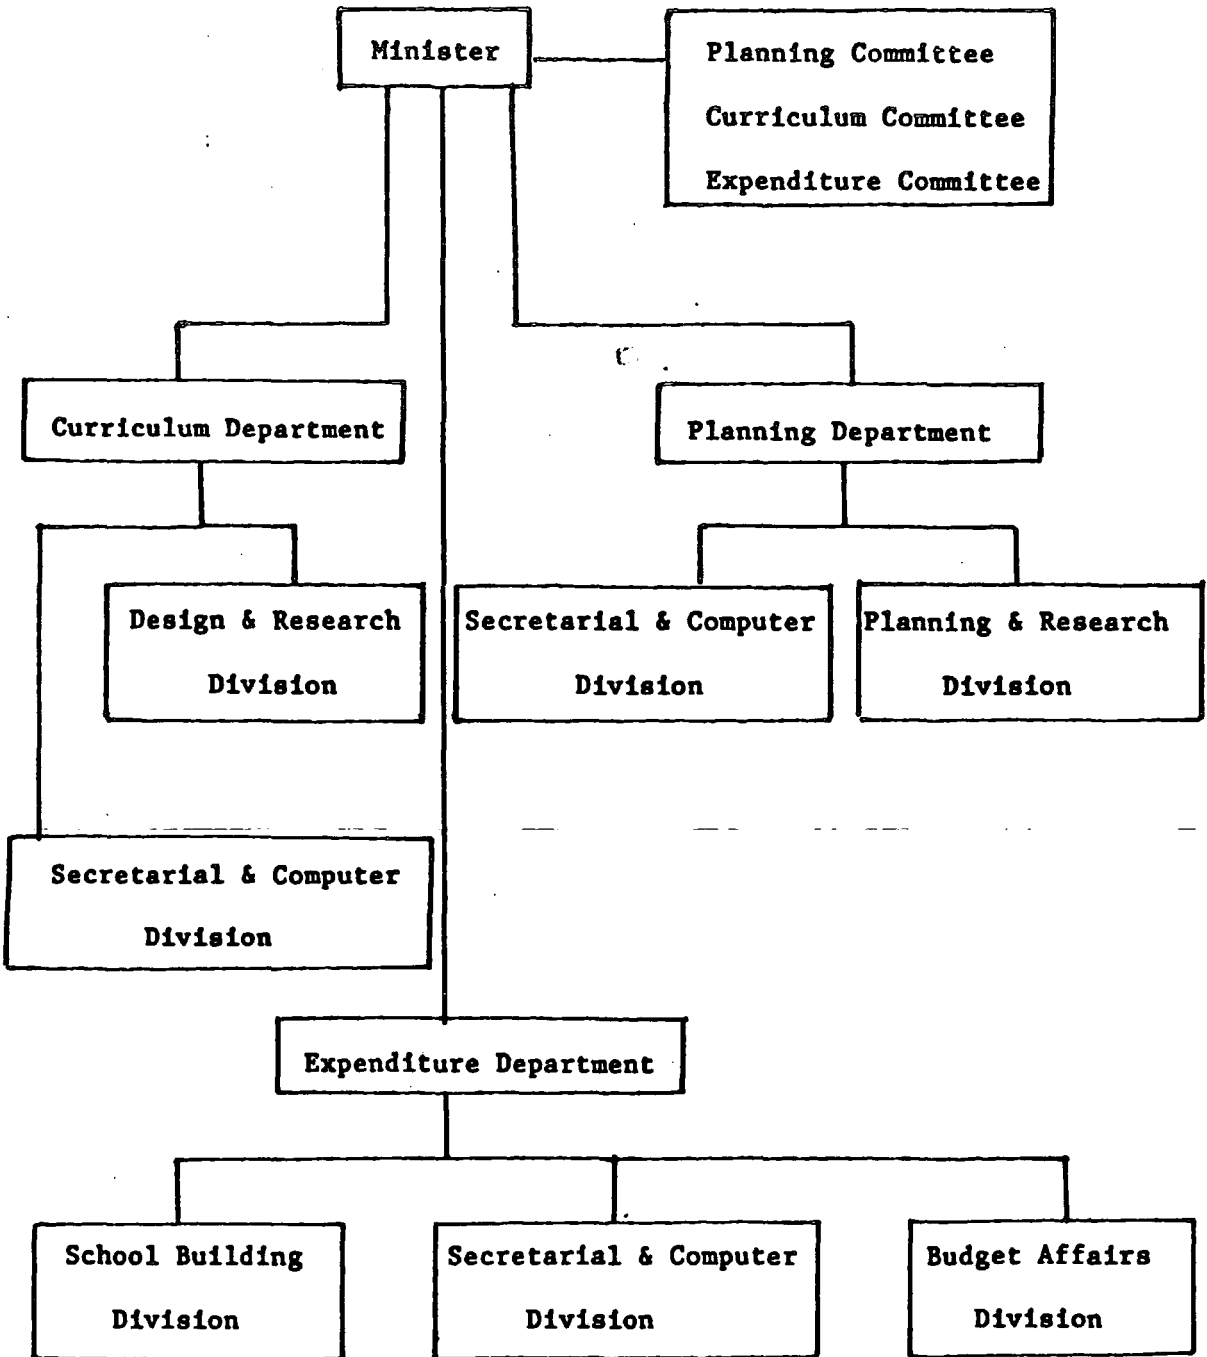 Minister
Planning Committee
Curriculum Committee
Expenditure Committee
Curriculum Department
Planning Department
Design & Research
Division
Secretarial & Computer
Division
Planning & Research
Division
Secretarial & Computer
Division
Expenditure Department
School Building
Division
Secretarial & Computer
Division
Budget Affairs
Division